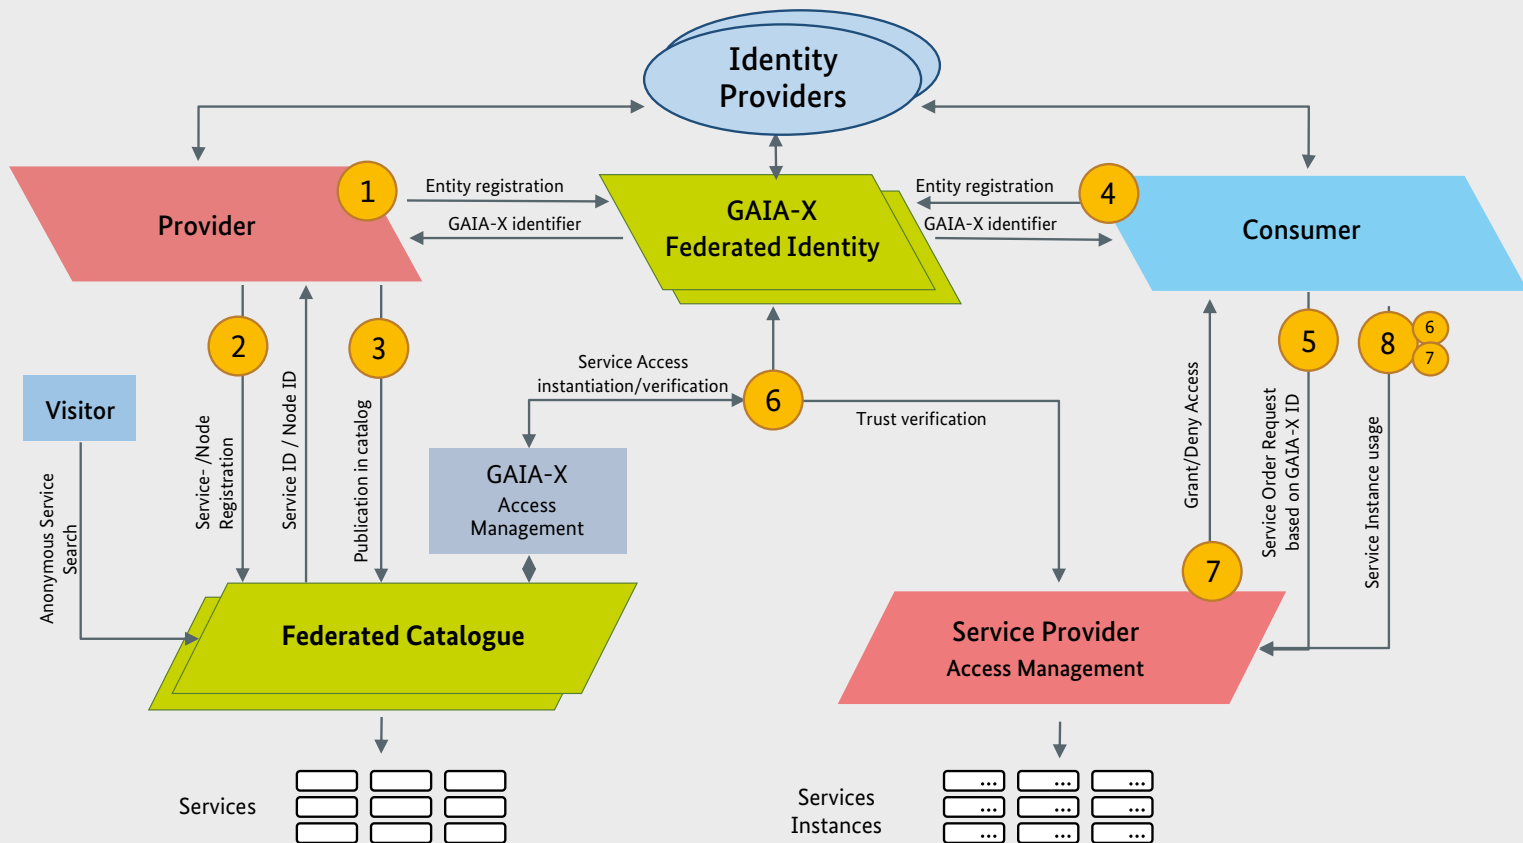 Identity
Providers
1
Entity registration
GAIA-X identifier
Provider
GAIA-X
Federated Identity
Entity registration
GAIA-X identifier
4
Consumer
2
3
Service- /Node
Registration
Service ID / Node ID
Publication in catalog
Visitor
Anonymous Service
Search
Service Access
instantiation/verification
6
Trust verification
GAIA-X
Access
Management
5
8
6
7
Grant/Deny Access
Service Order Request
based on GAIA-X ID
Service Instance usage
7
Federated Catalogue
Service Provider
Access Management
Services
Services
Instances
...
...
...
...
...
...
...
...
...